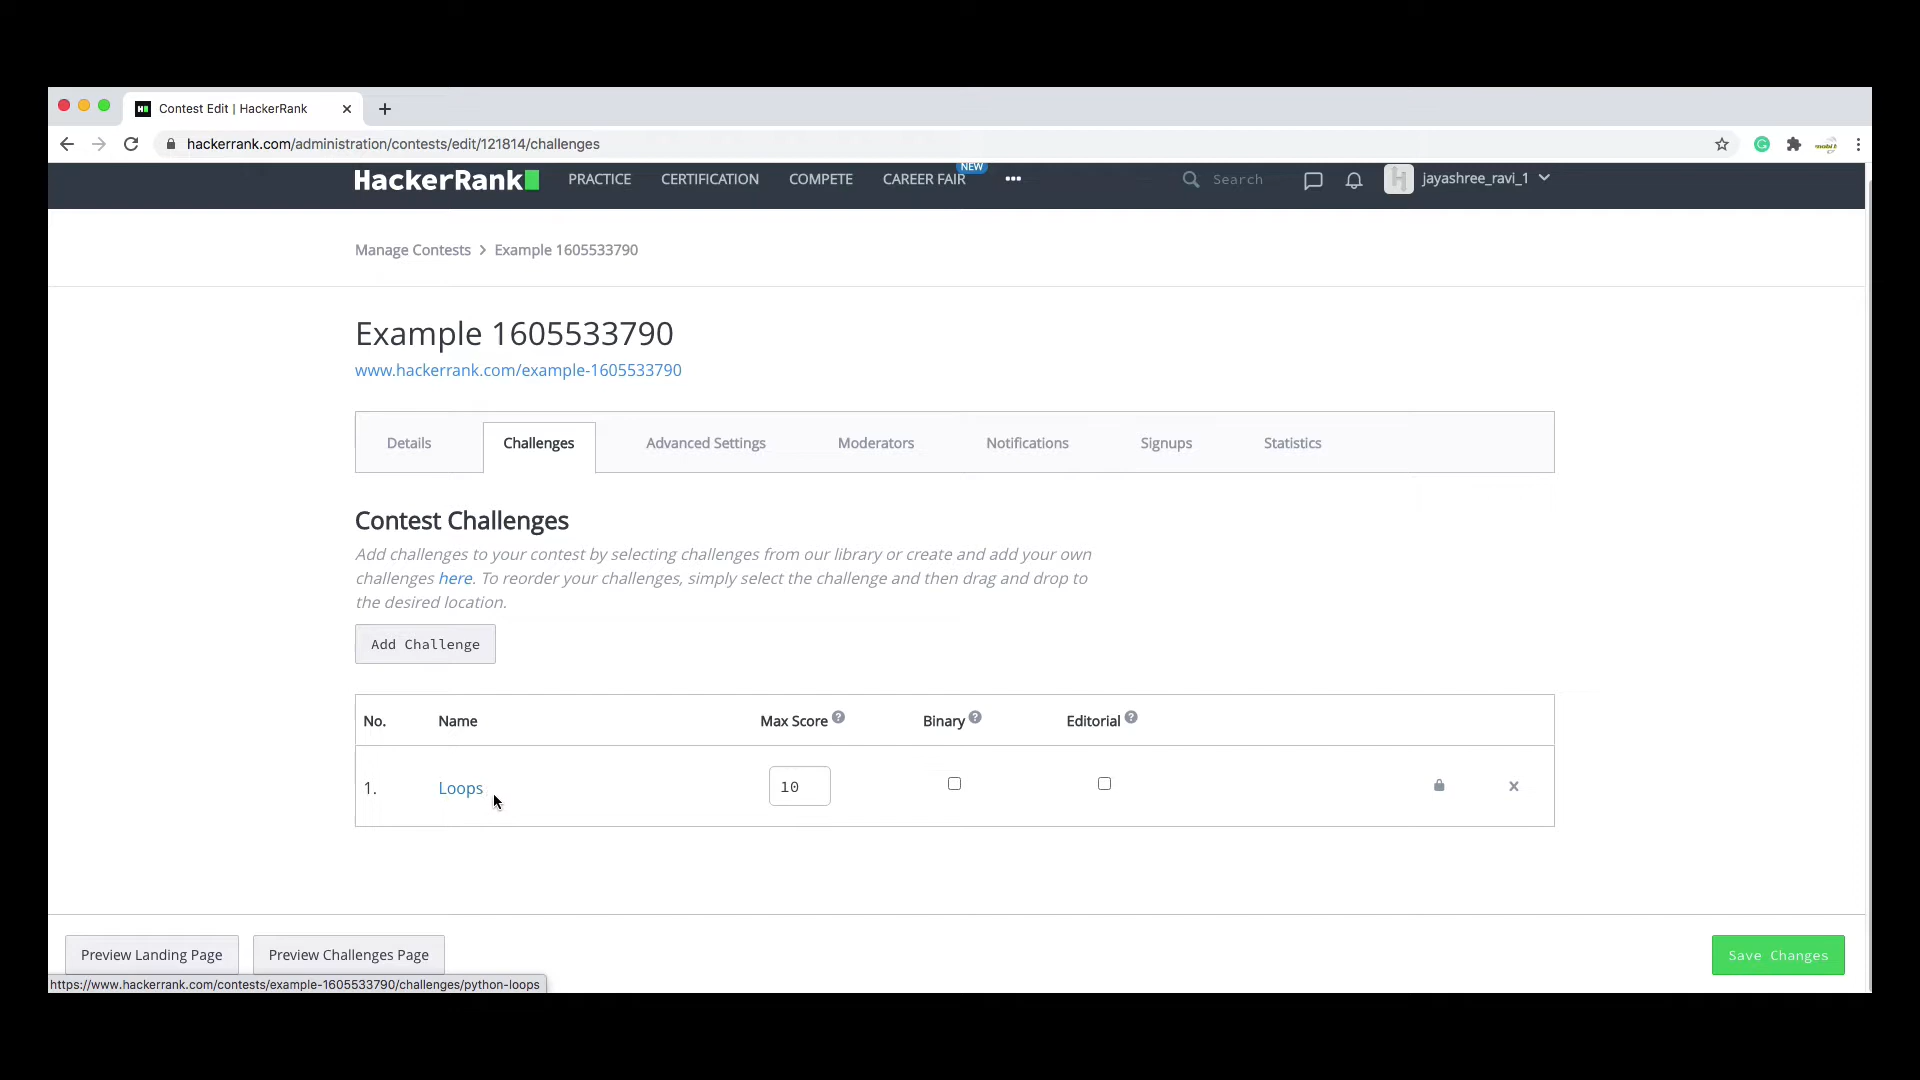 Contest Edit | HackerRank
hackerrank.com/administration/contests/edit/121814/challenges
HackerRank PRACTICE CERTIFICATION COMPETE CAREER FAIR NEW Search jayashree_ravi_1
Manage Contests > Example 1605533790
Example 1605533790
www.hackerrank.com/example-1605533790
Details Challenges Advanced Settings Moderators Notifications Signups Statistics
Contest Challenges
Add challenges to your contest by selecting challenges from our library or create and add your own
challenges here. To reorder your challenges, simply select the challenge and then drag and drop to
the desired location.
Add Challenge
No. Name Max Score ? Binary ? Editorial ?
1. Loops 10
Preview Landing Page Preview Challenges Page Save Changes
https://www.hackerrank.com/contests/example-1605533790/challenges/python-loops